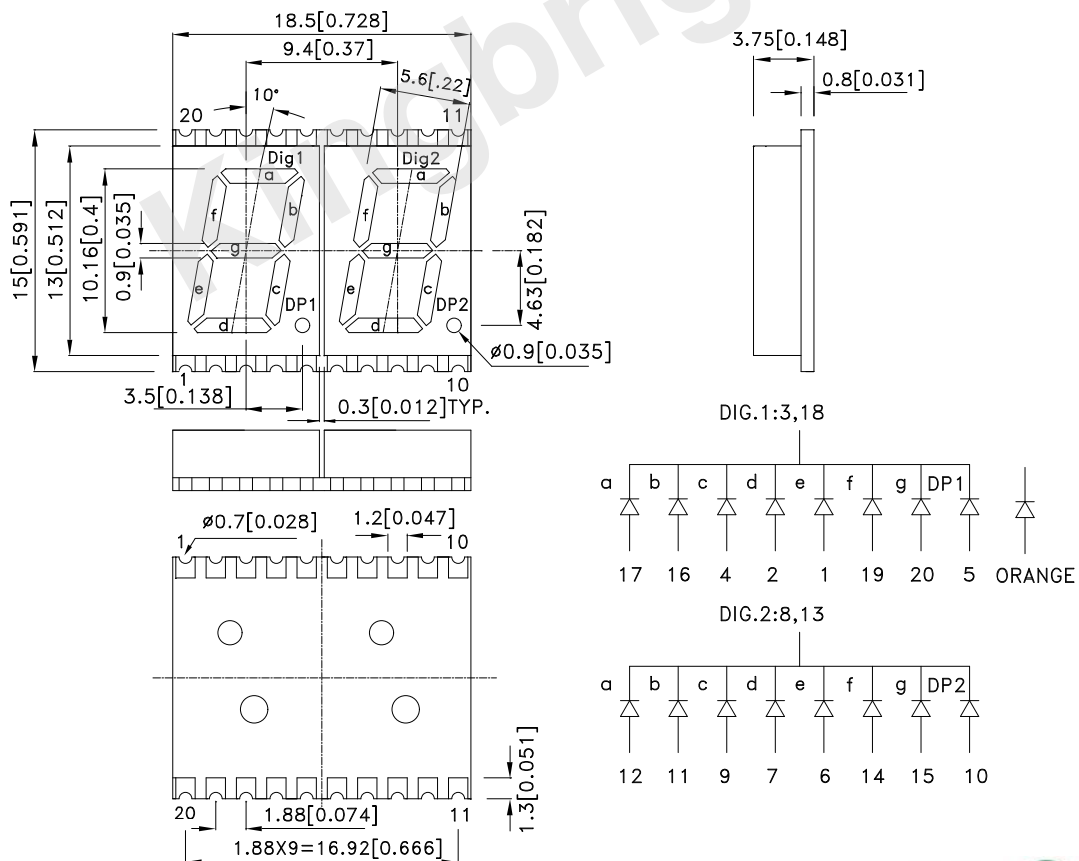 18.5[0.728]
9.4[0.37]
5.6[.22]
10°
20
11
Dig1
Dig2
a
a
f
b
f
b
g
g
e
c
e
c
d
d
DP1
DP2
15[0.591]
13[0.512]
10.16[0.4]
0.9[0.035]
4.63[0.182]
ø0.9[0.035]
1
10
3.5[0.138]
0.3[0.012]TYP.
3.75[0.148]
0.8[0.031]
Kingbrig
DIG.1:3,18
a b c d e f g DP1
17 16 4 2 1 19 20 5 ORANGE
DIG.2:8,13
a b c d e f g DP2
12 11 9 7 6 14 15 10
ø0.7[0.028]
1.2[0.047]
1
10
20
11
1.3[0.051]
1.88[0.074]
1.88X9=16.92[0.666]